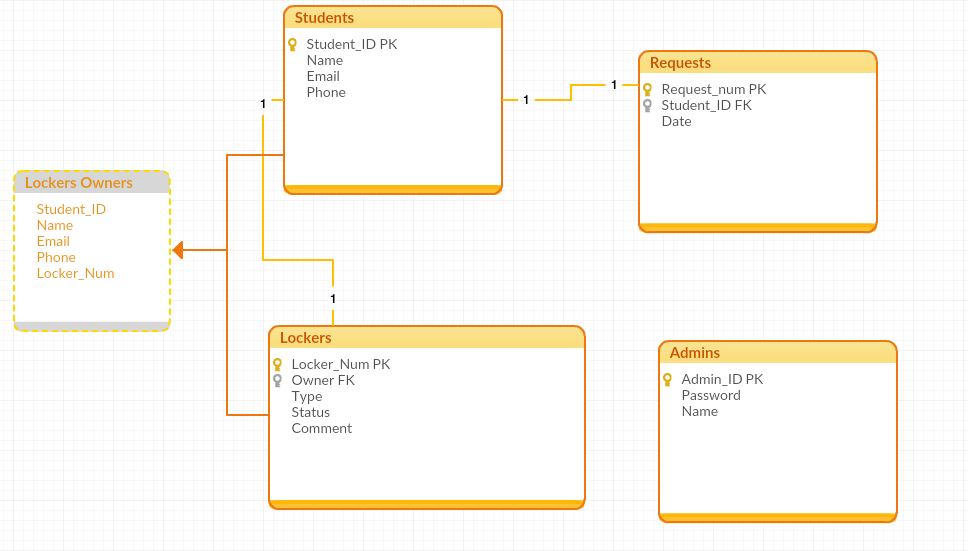 Students
Student_ID PK
Name
Email
Phone
1
1
1
Requests
Request_num PK
Student_ID FK
Date
Lockers Owners
Student_ID
Name
Email
Phone
Locker_Num
1
Lockers
Locker_Num PK
Owner FK
Type
Status
Comment
Admins
Admin_ID PK
Password
Name